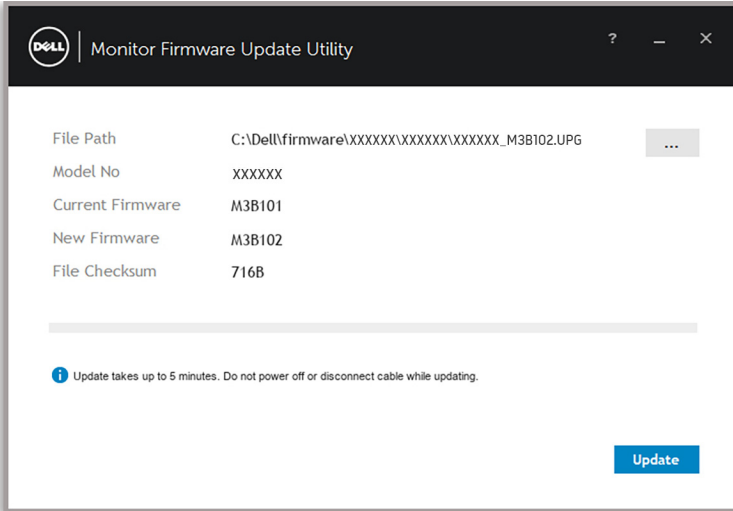 DELL Monitor Firmware Update Utility ? _ ×
File Path C:\Dell\firmware\XXXXXX\XXXXXX\XXXXXX_M3B102.UPG ...
Model No XXXXXX
Current Firmware M3B101
New Firmware M3B102
File Checksum 716B
i Update takes up to 5 minutes. Do not power off or disconnect cable while updating.
Update